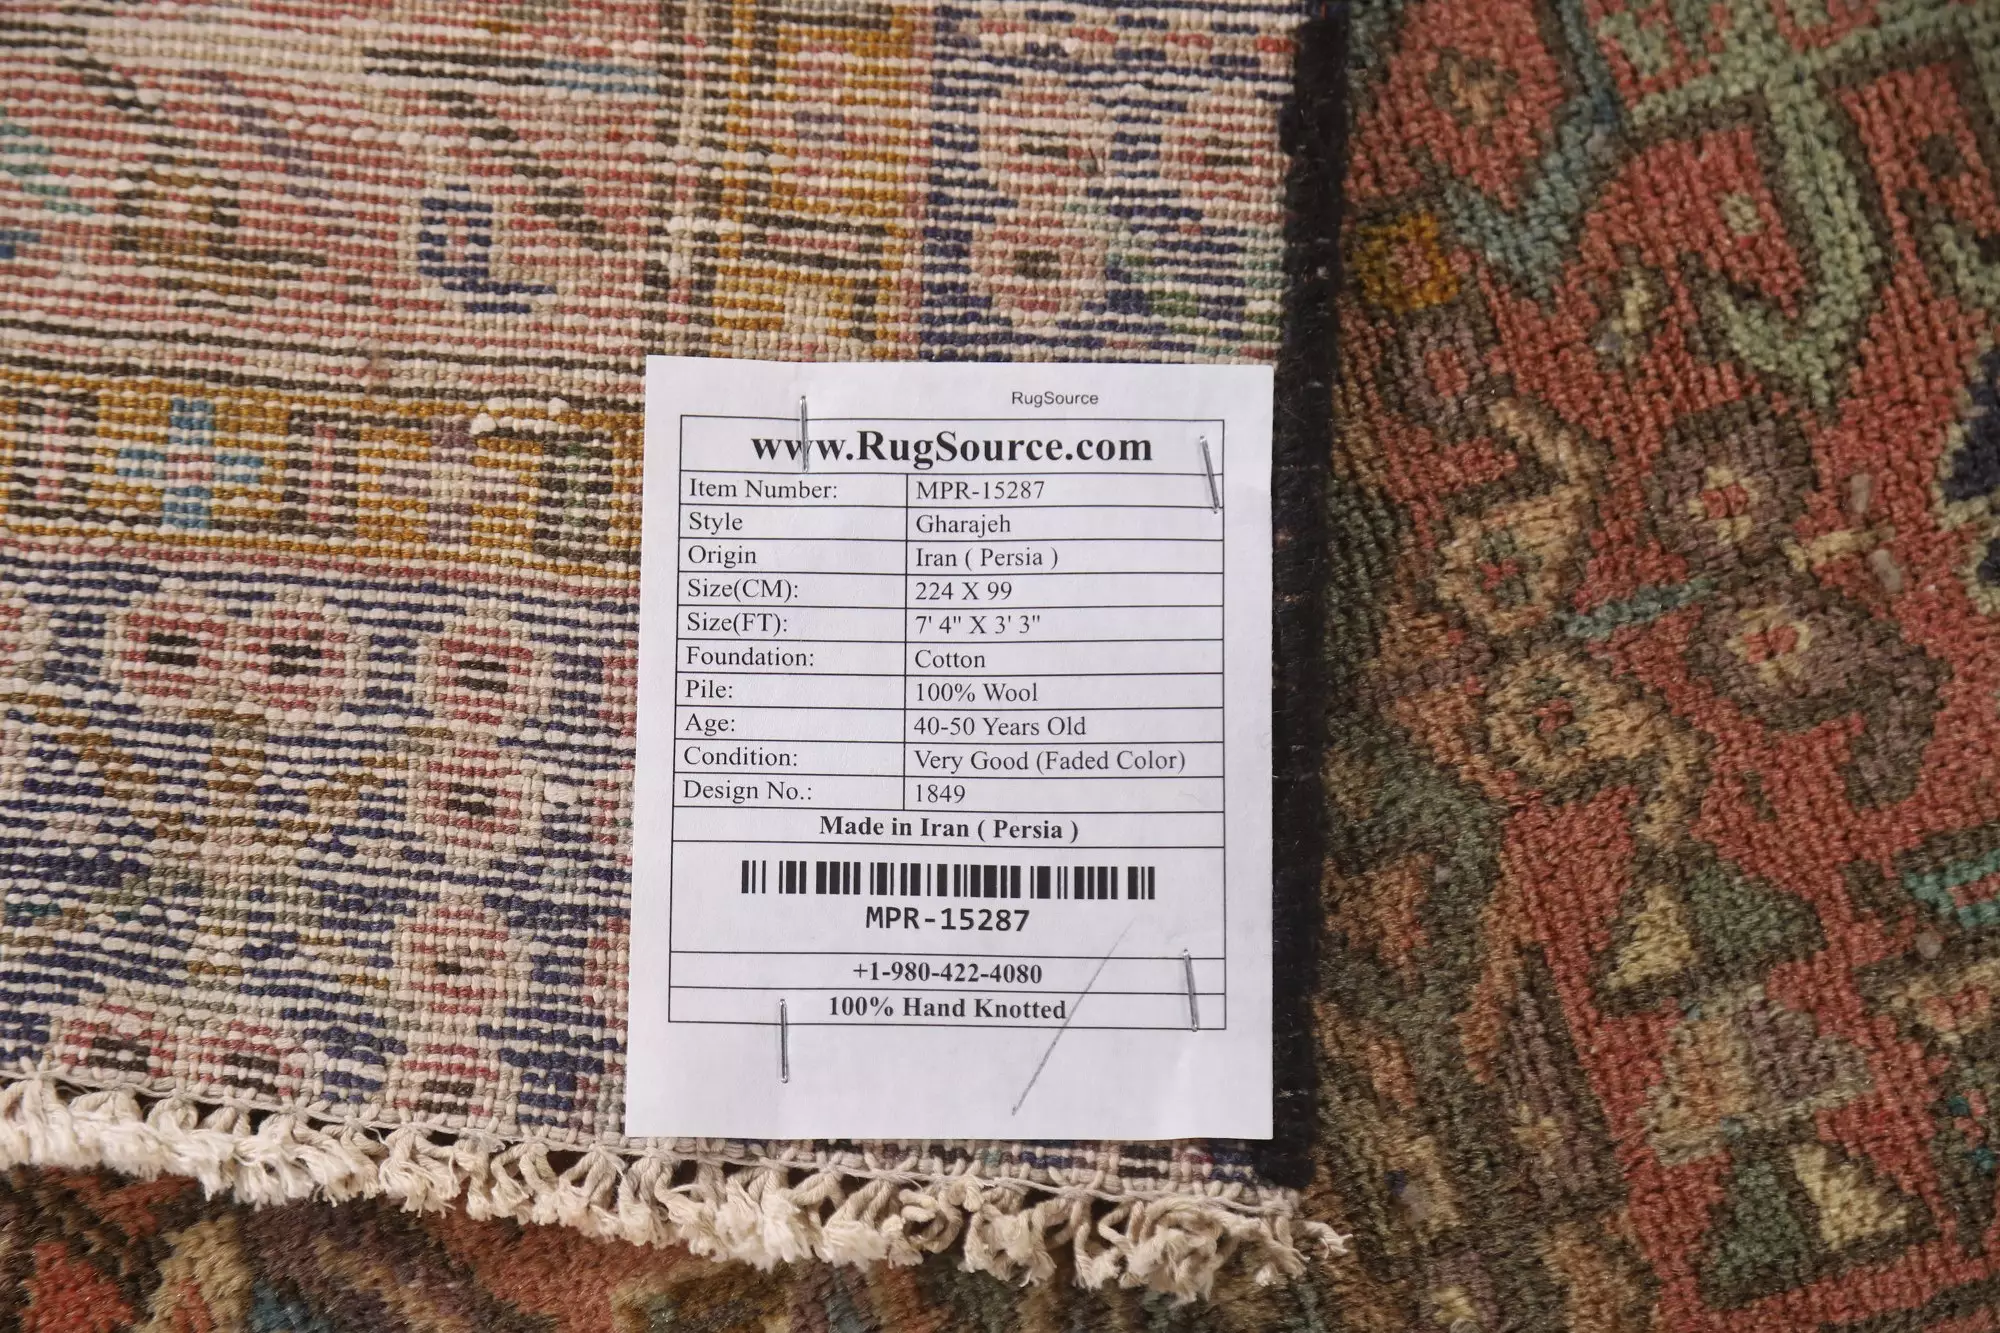 RugSource
www.RugSource.com
Item Number: MPR-15287
Style Gharajeh
Origin Iran ( Persia )
Size(CM): 224 X 99
Size(FT): 7' 4" X 3' 3"
Foundation: Cotton
Pile: 100% Wool
Age: 40-50 Years Old
Condition: Very Good (Faded Color)
Design No.: 1849
Made in Iran ( Persia )
MPR-15287
+1-980-422-4080
100% Hand Knotted